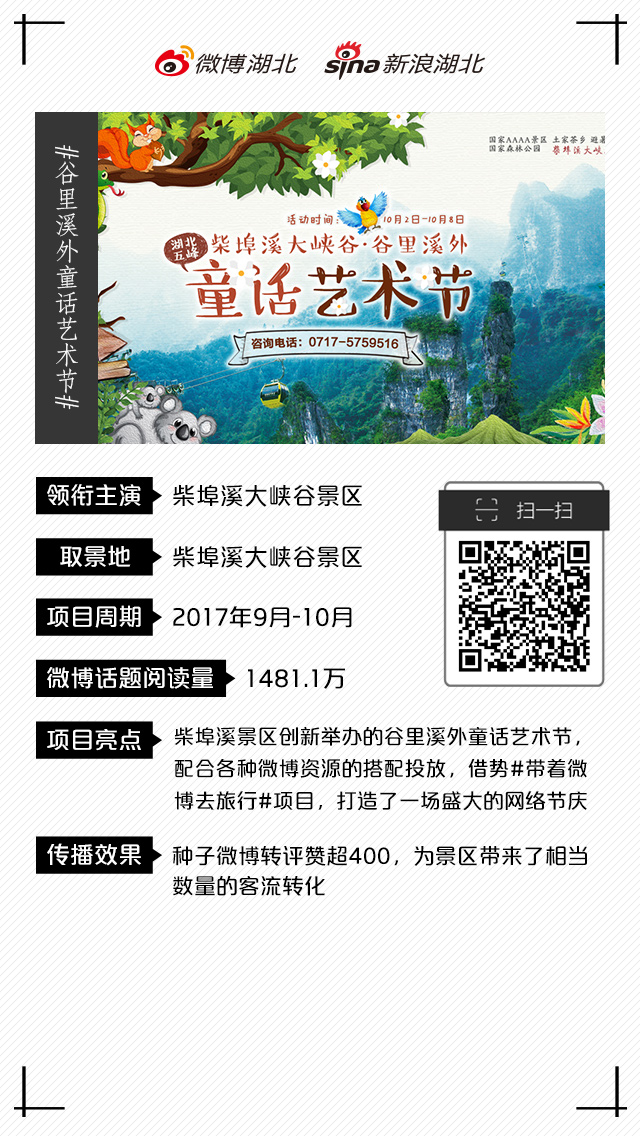 微博湖北 sina新浪湖北
#谷里溪外童话艺术节#
国家AAAA景区 土家茶乡 避暑
国家森林公园 柴埠溪大峡
活动时间：10月2日-10月8日
湖北五峰
柴埠溪大峡谷·谷里溪外
童话艺术节
咨询电话：0717-5759516
领衔主演 柴埠溪大峡谷景区
扫一扫
取景地 柴埠溪大峡谷景区
项目周期 2017年9月-10月
微博话题阅读量 1481.1万
项目亮点 柴埠溪景区创新举办的谷里溪外童话艺术节，
配合各种微博资源的搭配投放，借势#带着微
博去旅行#项目，打造了一场盛大的网络节庆
传播效果 种子微博转评赞超400，为景区带来了相当
数量的客流转化